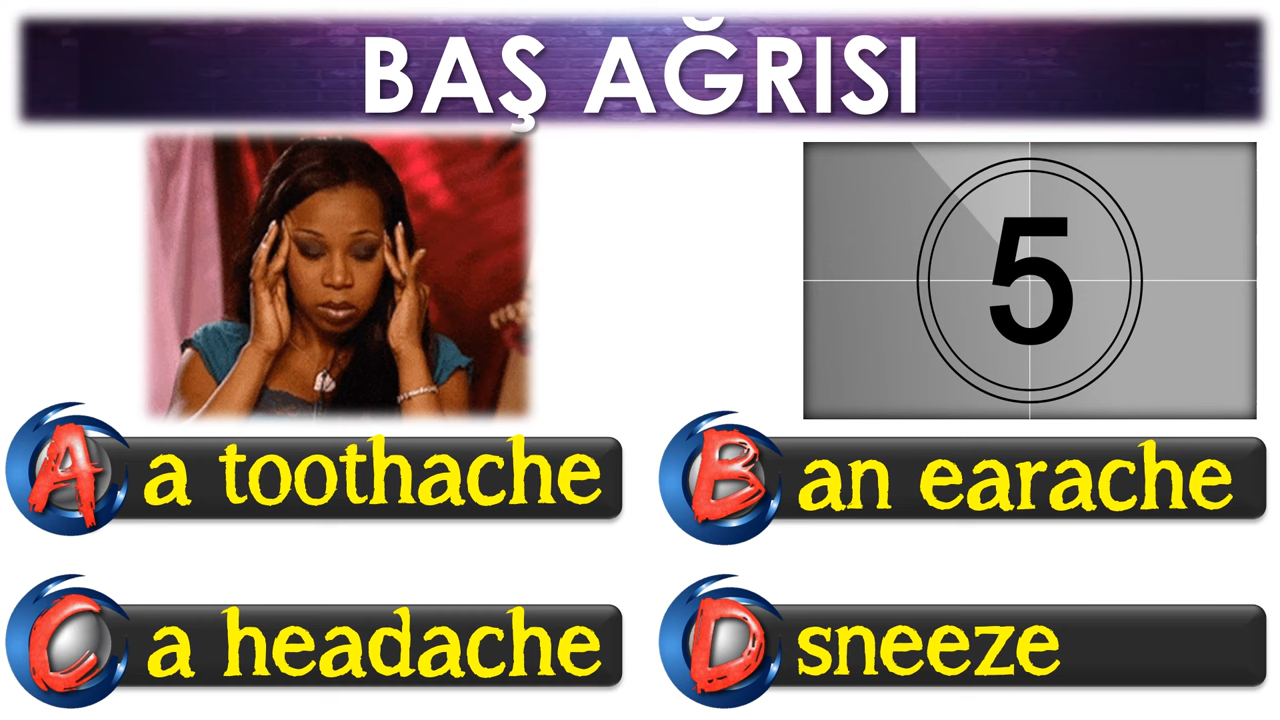 BAŞ AĞRISI
5
A a toothache
B an earache
C a headache
D sneeze